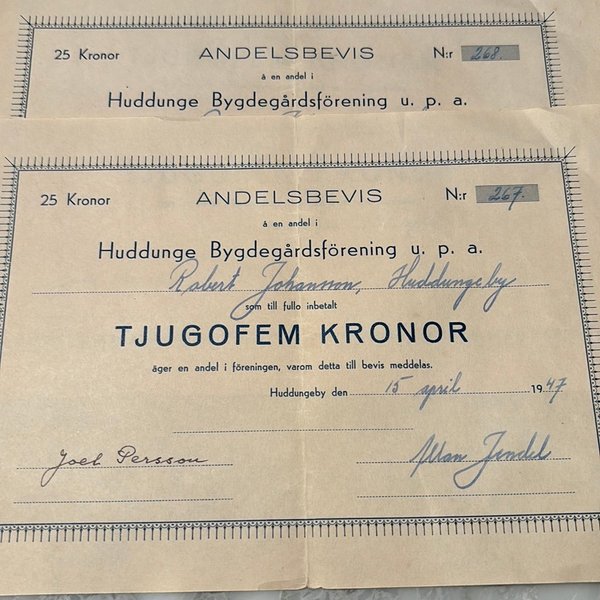 25 Kronor ANDELSBEVIS N:r 268.
å en andel i
Huddunge Bygdegårdsförening u. p. a.
25 Kronor ANDELSBEVIS N:r 267.
å en andel i
Huddunge Bygdegårdsförening u. p. a.
Robert Johansson, Huddungeby
som till fullo inbetalt
TJUGOFEM KRONOR
äger en andel i föreningen, varom detta till bevis meddelas.
Huddungeby den 15 april 1947
Joel Persson